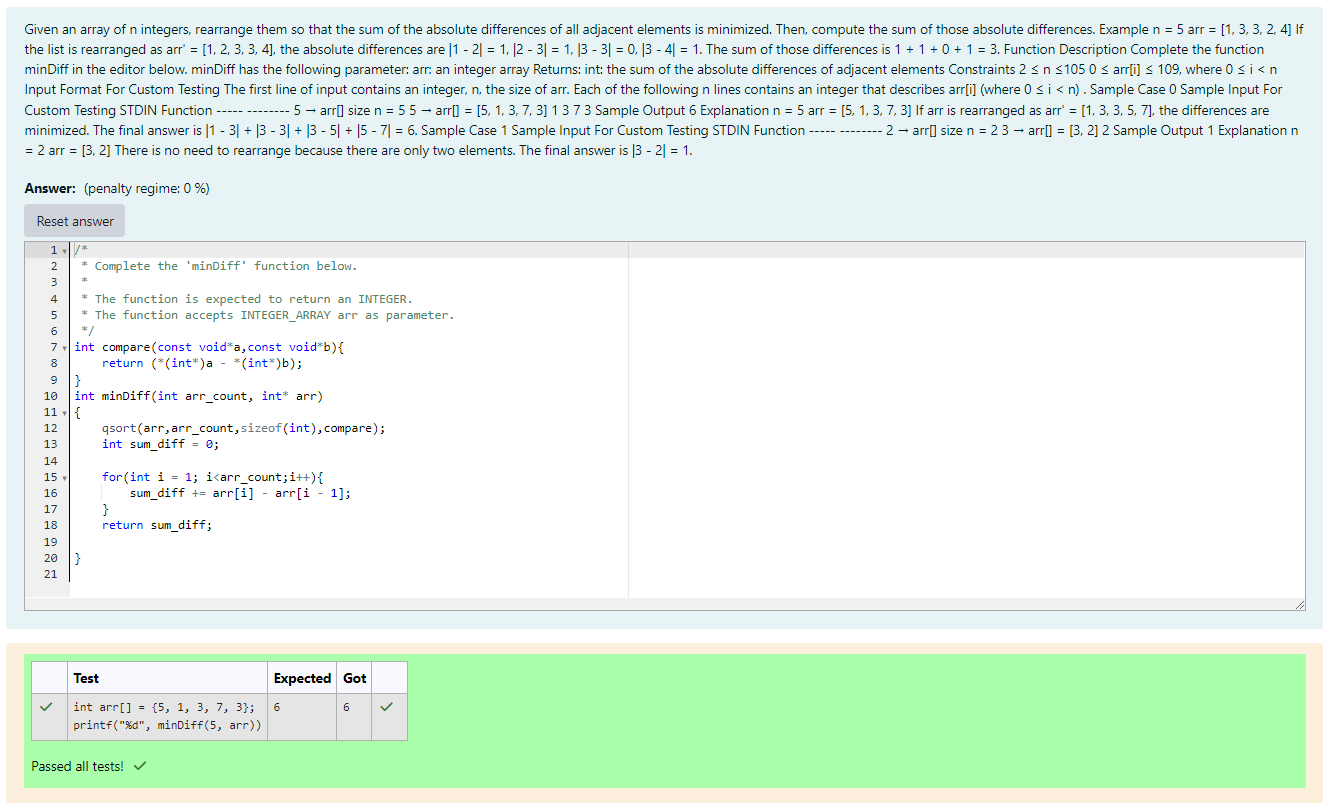 Given an array of n integers, rearrange them so that the sum of the absolute differences of all adjacent elements is minimized. Then, compute the sum of those absolute differences. Example n = 5 arr = [1, 3, 3, 2, 4] If
the list is rearranged as arr' = [1, 2, 3, 3, 4], the absolute differences are |1 - 2| = 1, |2 - 3| = 1, |3 - 3| = 0, |3 - 4| = 1. The sum of those differences is 1 + 1 + 0 + 1 = 3. Function Description Complete the function
minDiff in the editor below. minDiff has the following parameter: arr: an integer array Returns: int: the sum of the absolute differences of adjacent elements Constraints 2 ≤ n ≤105 0 ≤ arr[i] ≤ 109, where 0 ≤ i < n
Input Format For Custom Testing The first line of input contains an integer, n, the size of arr. Each of the following n lines contains an integer that describes arr[i] (where 0 ≤ i < n) . Sample Case 0 Sample Input For
Custom Testing STDIN Function ----- -------- 5 → arr[] size n = 5 5 → arr[] = [5, 1, 3, 7, 3] 1 3 7 3 Sample Output 6 Explanation n = 5 arr = [5, 1, 3, 7, 3] If arr is rearranged as arr' = [1, 3, 3, 5, 7], the differences are
minimized. The final answer is |1 - 3| + |3 - 3| + |3 - 5| + |5 - 7| = 6. Sample Case 1 Sample Input For Custom Testing STDIN Function ----- -------- 2 → arr[] size n = 2 3 → arr[] = [3, 2] 2 Sample Output 1 Explanation n
= 2 arr = [3, 2] There is no need to rearrange because there are only two elements. The final answer is |3 - 2| = 1.
Answer: (penalty regime: 0 %)
Reset answer
1 /*
2 * Complete the 'minDiff' function below.
3 *
4 * The function is expected to return an INTEGER.
5 * The function accepts INTEGER_ARRAY arr as parameter.
6 */
7 int compare(const void*a,const void*b){
8 return (*(int*)a - *(int*)b);
9 }
10 int minDiff(int arr_count, int* arr)
11 {
12 qsort(arr,arr_count,sizeof(int),compare);
13 int sum_diff = 0;
14
15 for(int i = 1; i<arr_count;i++){
16 sum_diff += arr[i] - arr[i - 1];
17 }
18 return sum_diff;
19
20 }
21
Test Expected Got
✓ int arr[] = {5, 1, 3, 7, 3}; 6 6 ✓
printf("%d", minDiff(5, arr))
Passed all tests! ✓